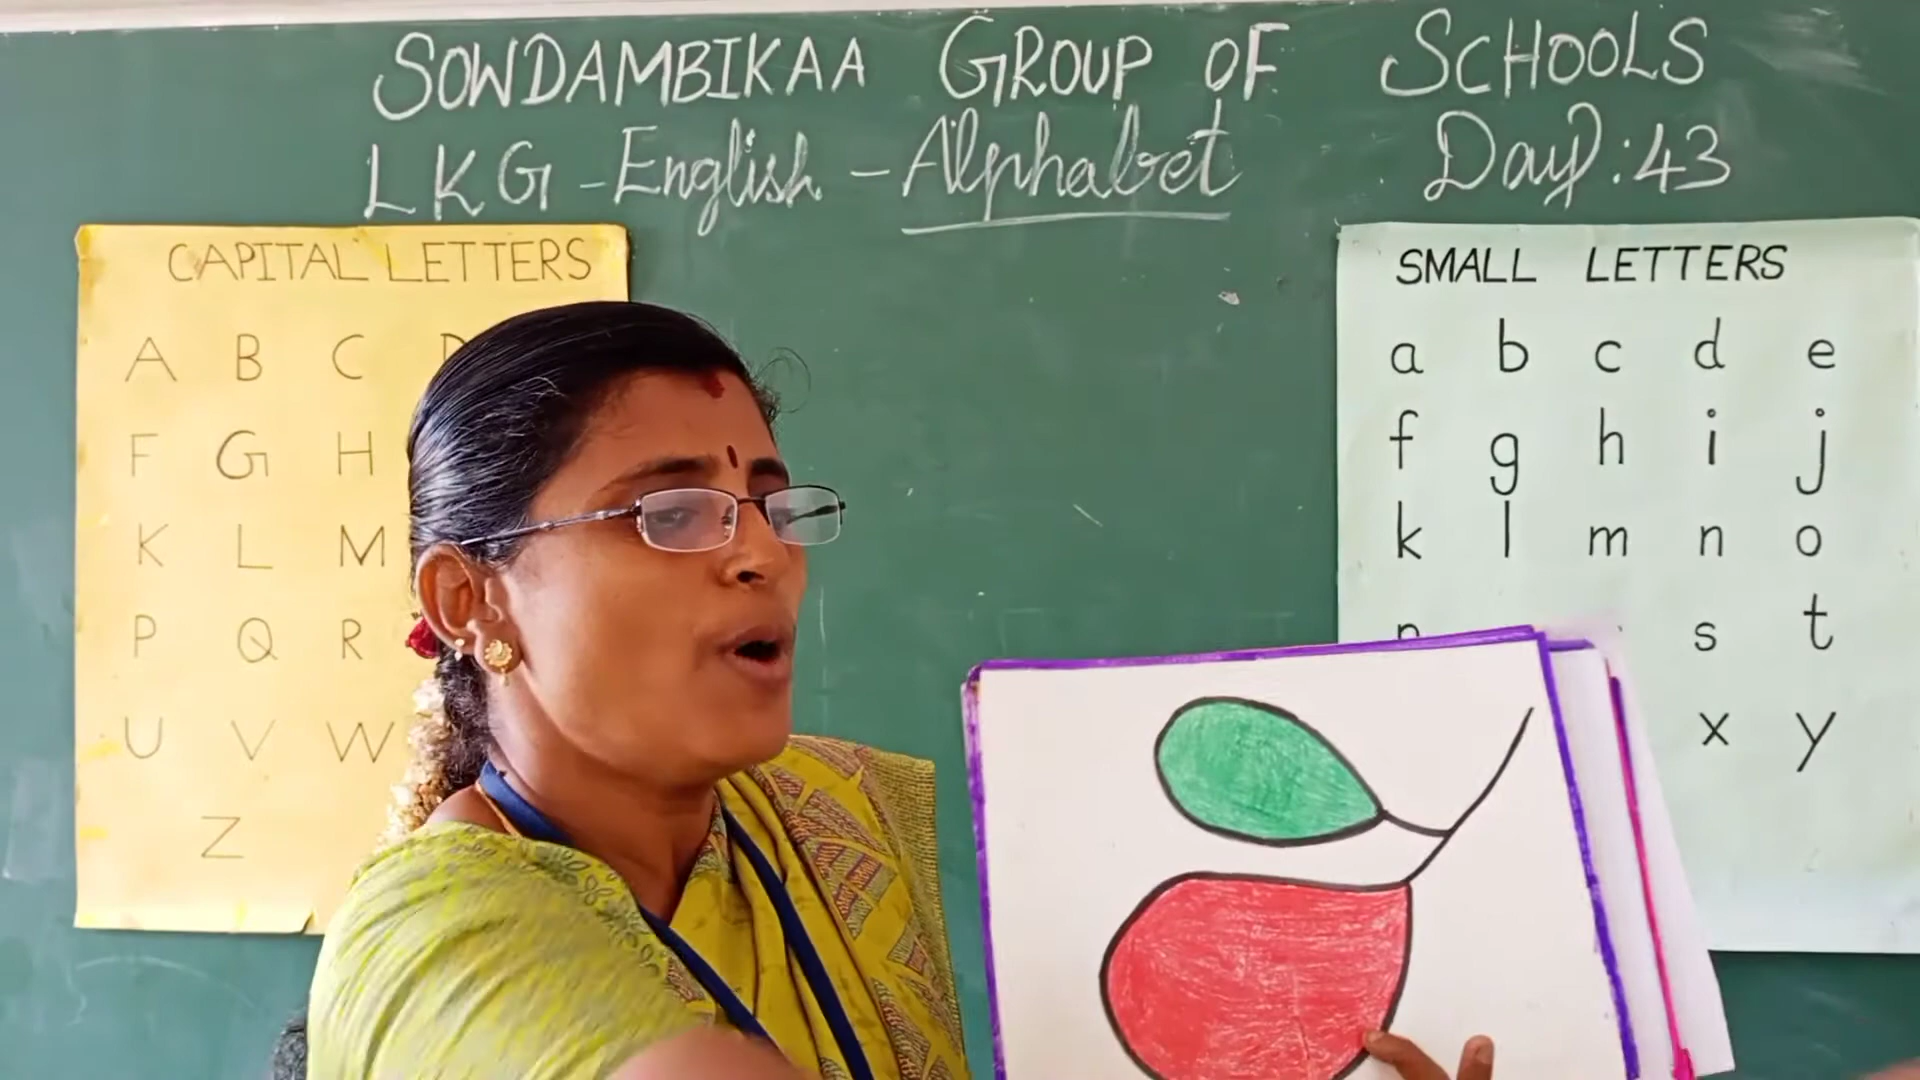 SOWDAMBIKAA GROUP OF SCHOOLS
LKG - English - Alphabet Day: 43
CAPITAL LETTERS
A B C D
F G H
K L M
P Q R
U V W
Z
SMALL LETTERS
a b c d e
f g h i j
k l m n o
p s t
x y